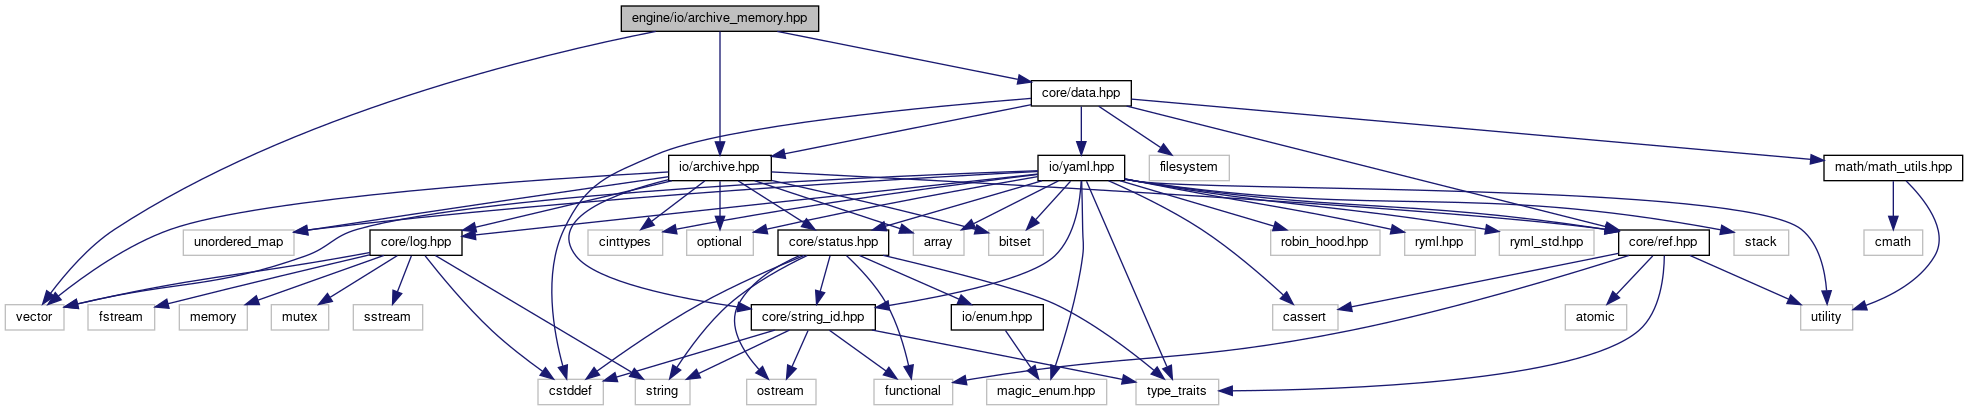 engine/io/archive_memory.hpp
core/data.hpp
io/archive.hpp
io/yaml.hpp
filesystem
math/math_utils.hpp
unordered_map
core/log.hpp
cinttypes
optional
core/status.hpp
array
bitset
robin_hood.hpp
ryml.hpp
ryml_std.hpp
core/ref.hpp
stack
cmath
vector
fstream
memory
mutex
sstream
core/string_id.hpp
io/enum.hpp
cassert
atomic
utility
cstddef
string
ostream
functional
magic_enum.hpp
type_traits